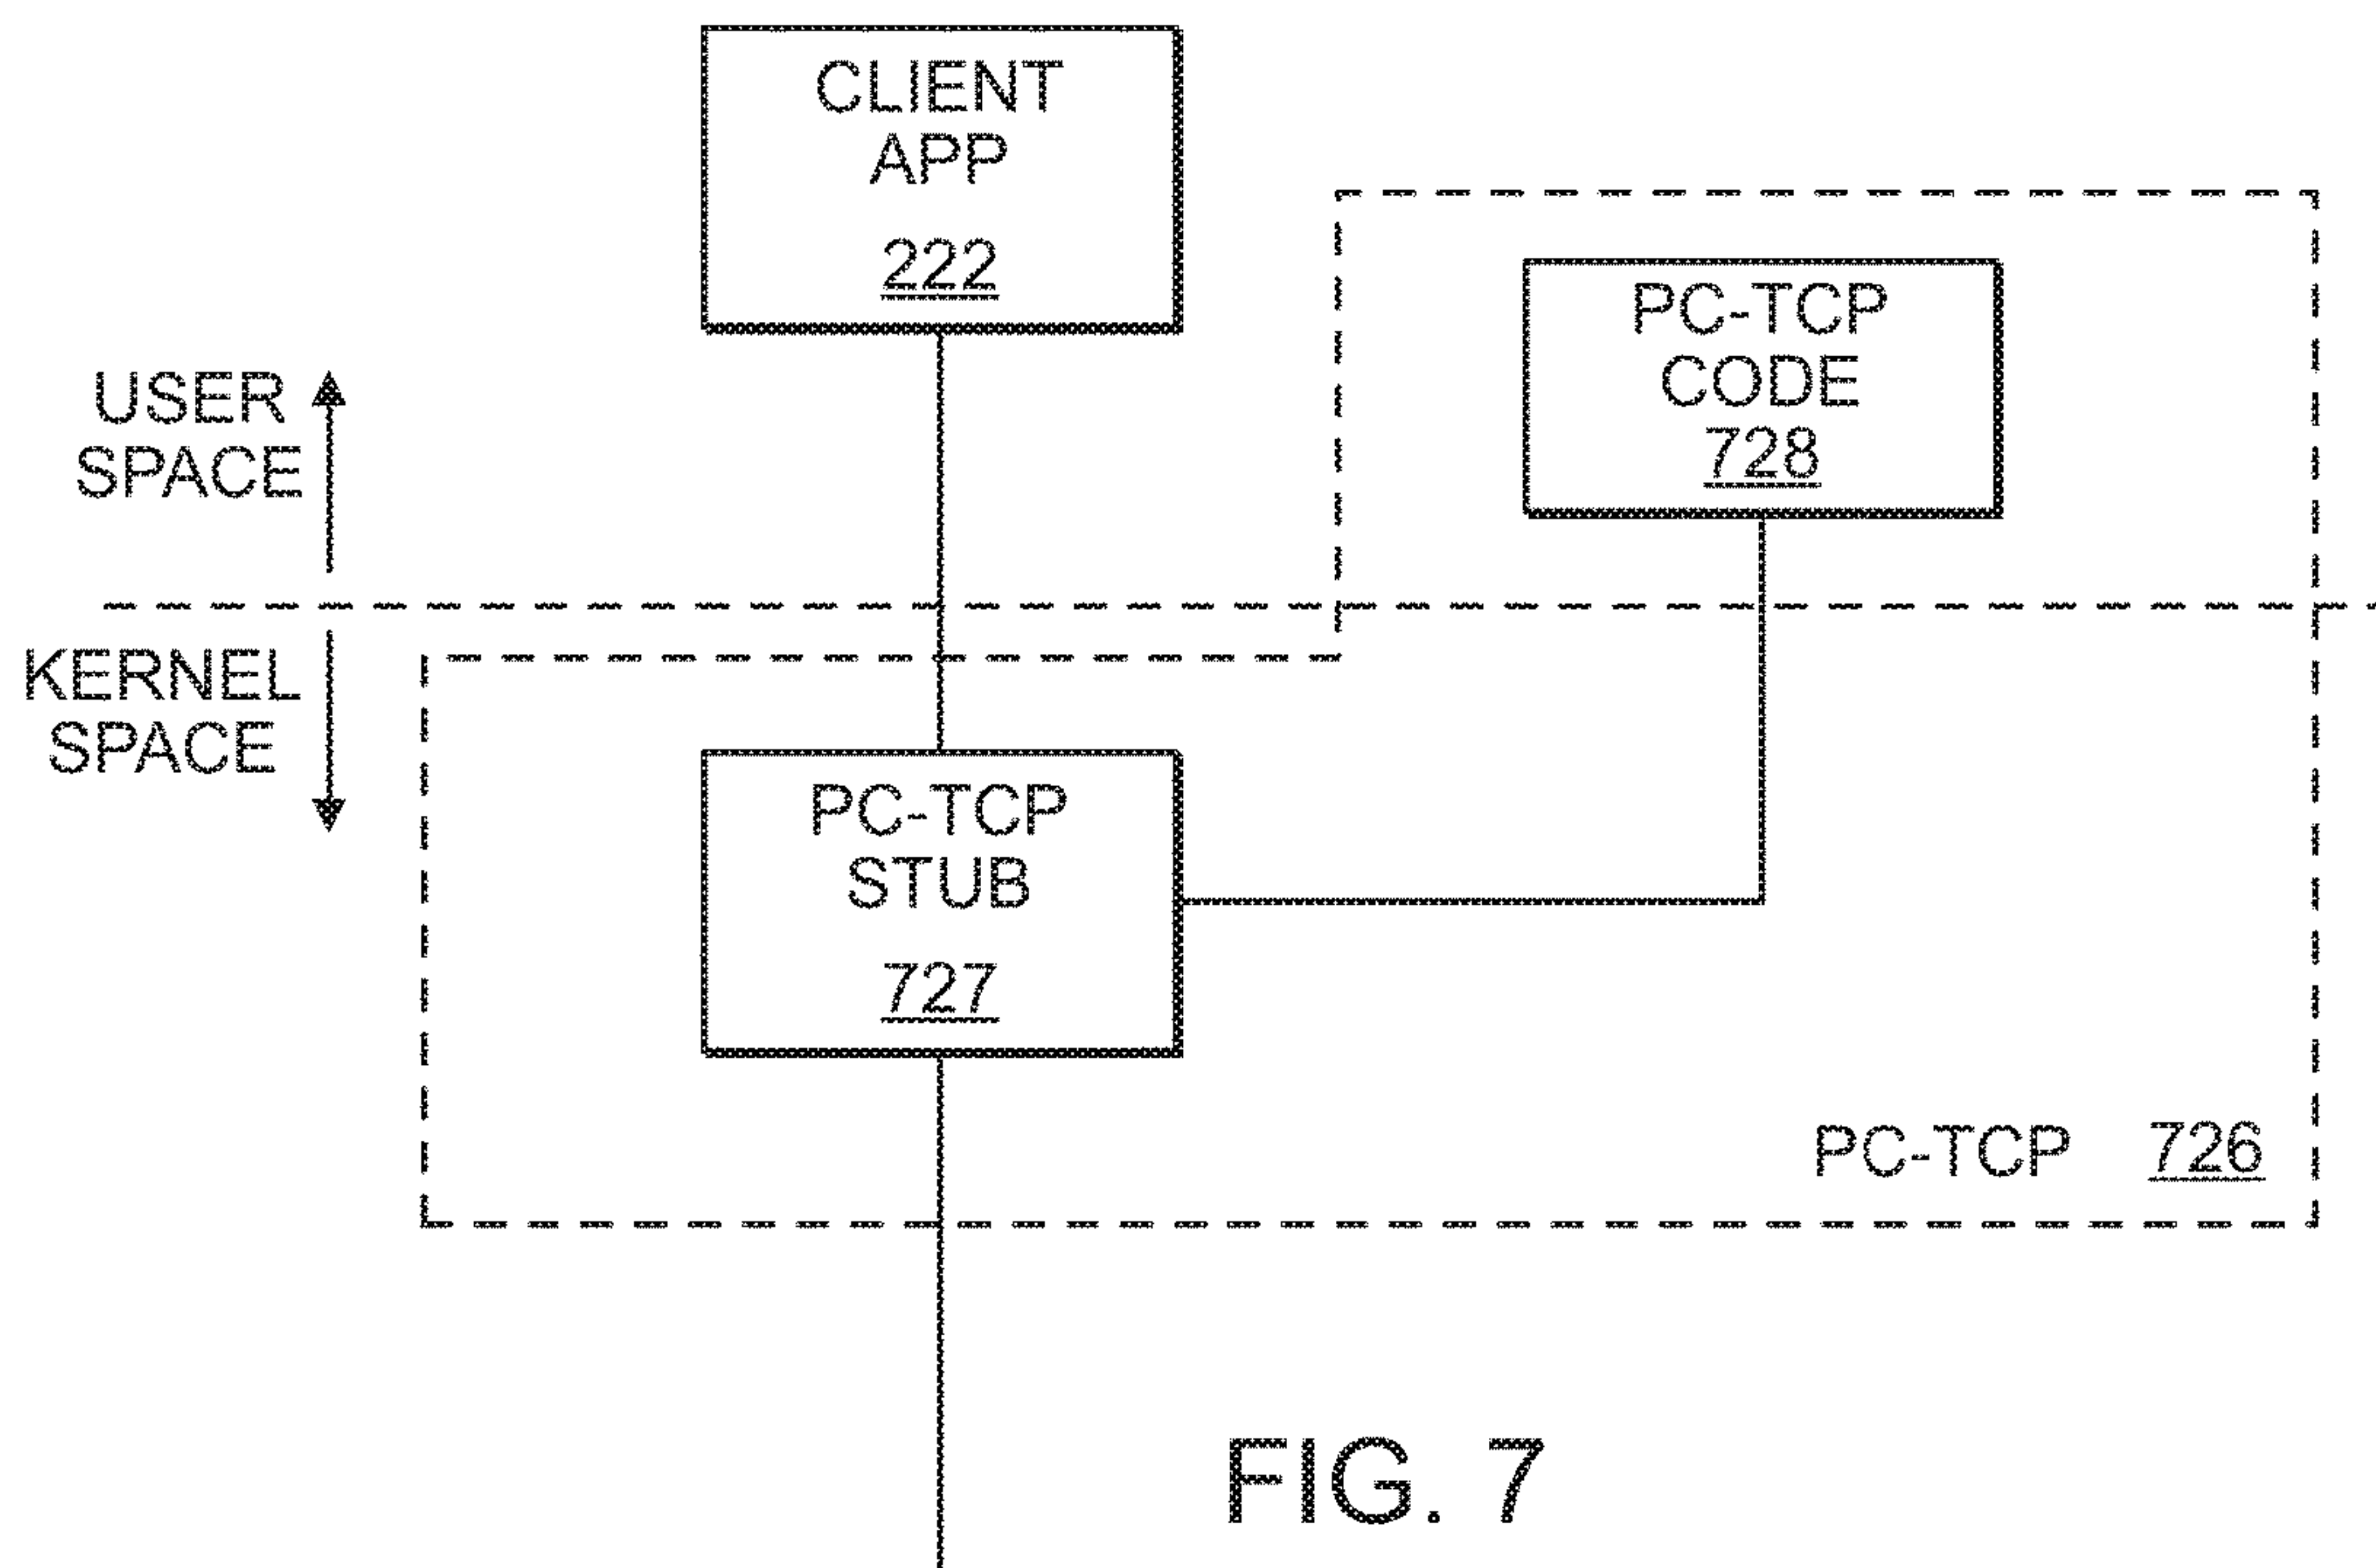 CLIENT
APP
222
PC-TCP
CODE
728
USER
SPACE
KERNEL
SPACE
PC-TCP
STUB
727
PC-TCP 726
FIG. 7